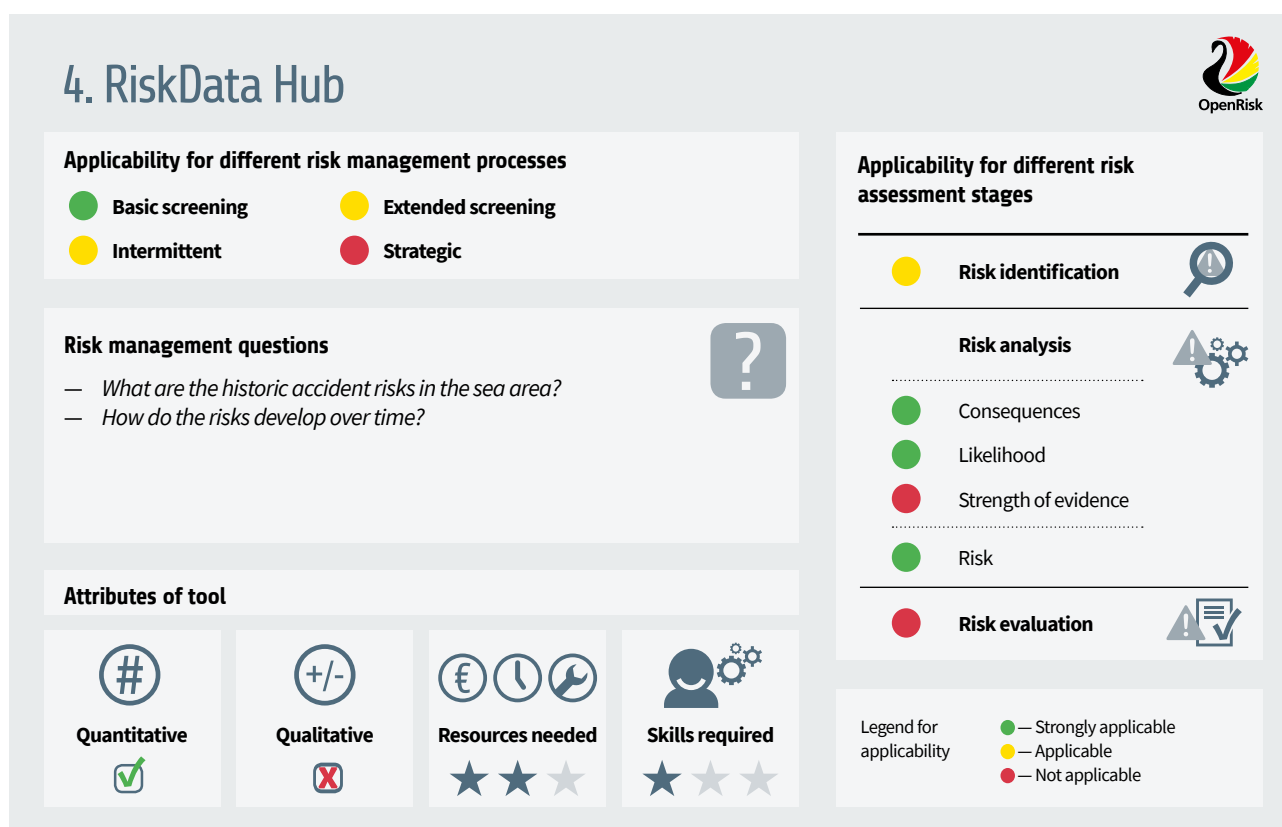 4. RiskData Hub
OpenRisk
Applicability for different risk management processes
Basic screening
Extended screening
Intermittent
Strategic
Risk management questions
?
— What are the historic accident risks in the sea area?
— How do the risks develop over time?
Attributes of tool
#
Quantitative
+/-
Qualitative
X
€
Resources needed
Skills required
Applicability for different risk
assessment stages
Risk identification
!
Risk analysis
!
Consequences
Likelihood
Strength of evidence
Risk
Risk evaluation
!
Legend for
applicability
— Strongly applicable
— Applicable
— Not applicable